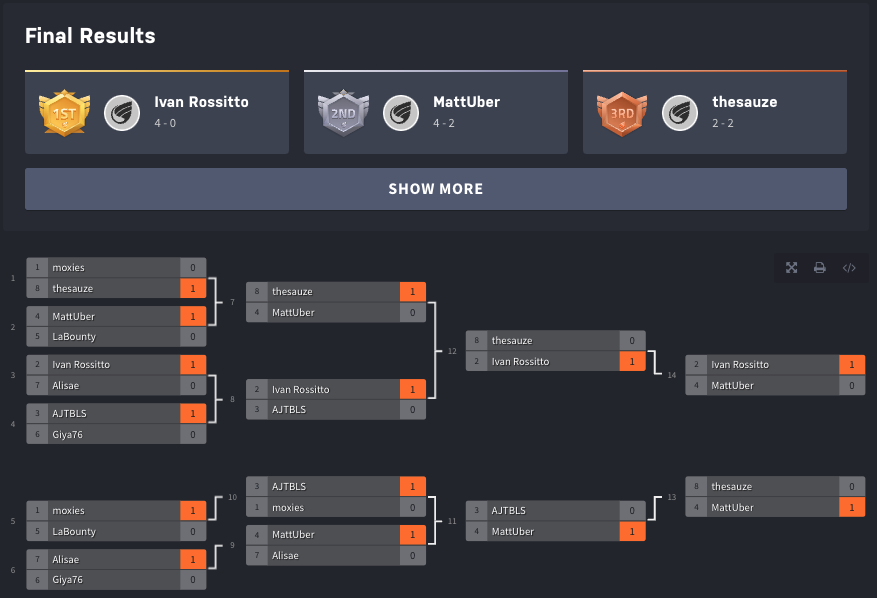 Final Results
1ST Ivan Rossitto
4 - 0
2ND MattUber
4 - 2
3RD thesauze
2 - 2
SHOW MORE
1
1 moxies 0
8 thesauze 1
2
4 MattUber 1
5 LaBounty 0
3
2 Ivan Rossitto 1
7 Alisae 0
4
3 AJTBLS 1
6 Giya76 0
7
8 thesauze 1
4 MattUber 0
8
2 Ivan Rossitto 1
3 AJTBLS 0
12
8 thesauze 0
2 Ivan Rossitto 1
14
2 Ivan Rossitto 1
4 MattUber 0
5
1 moxies 1
5 LaBounty 0
6
7 Alisae 1
6 Giya76 0
10
3 AJTBLS 1
1 moxies 0
9
4 MattUber 1
7 Alisae 0
11
3 AJTBLS 0
4 MattUber 1
13
8 thesauze 0
4 MattUber 1